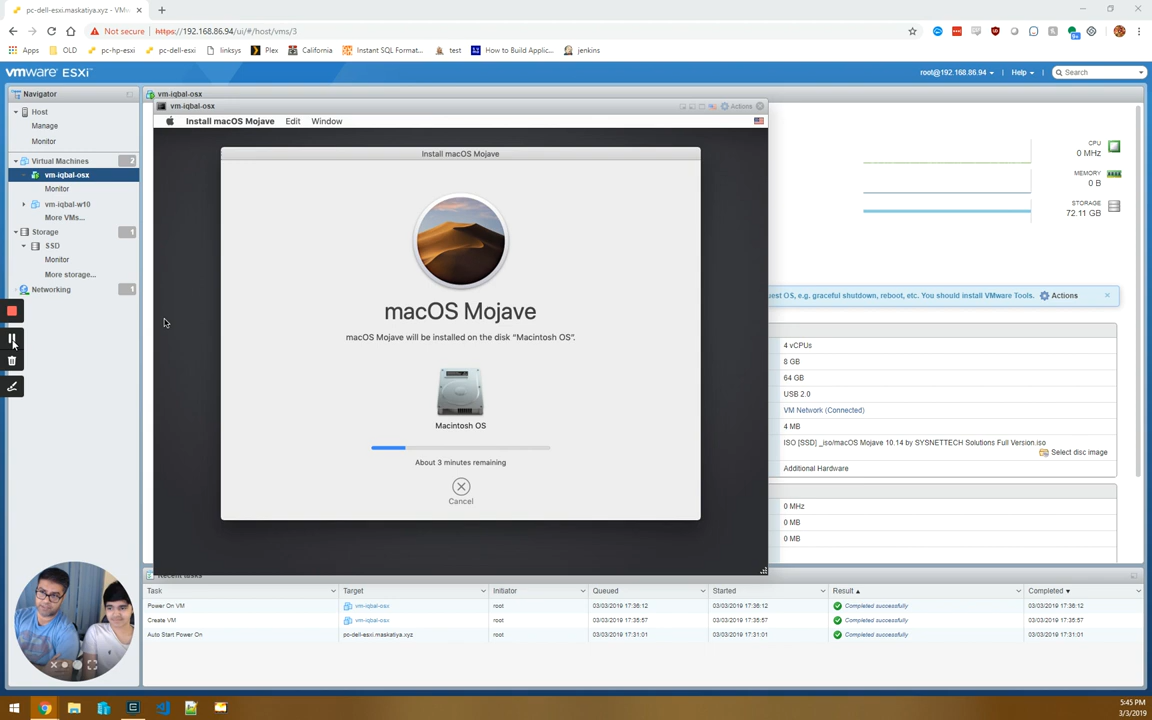 pc-dell-esxi.maskatiya.xyz - VMw
Not secure
https://192.168.86.94/ui/#/host/vms/3
Apps
OLD
pc-hp-esxi
pc-dell-esxi
linksys
Plex
California
Instant SQL Format...
test
How to Build Applic...
jenkins
vmware ESXi
root@192.168.86.94
Help
Search
Navigator
vm-iqbal-osx
Host
Manage
Monitor
Virtual Machines
2
vm-iqbal-osx
Monitor
vm-iqbal-w10
More VMs...
Storage
1
SSD
Monitor
More storage...
Networking
1
vm-iqbal-osx
Actions
Install macOS Mojave
Edit
Window
Install macOS Mojave
macOS Mojave
macOS Mojave will be installed on the disk “Macintosh OS”.
Macintosh OS
About 3 minutes remaining
Cancel
CPU
0 MHz
MEMORY
0 B
STORAGE
72.11 GB
uest OS, e.g. graceful shutdown, reboot, etc. You should install VMware Tools.
Actions
4 vCPUs
8 GB
64 GB
USB 2.0
VM Network (Connected)
4 MB
ISO [SSD] _iso/macOS Mojave 10.14 by SYSNETTECH Solutions Full Version.iso
Select disc image
Additional Hardware
0 MHz
0 MB
0 MB
Recent tasks
Task
Target
Initiator
Queued
Started
Result
Completed
Power On VM
vm-iqbal-osx
root
03/03/2019 17:36:12
03/03/2019 17:36:12
Completed successfully
03/03/2019 17:36:12
Create VM
vm-iqbal-osx
root
03/03/2019 17:35:57
03/03/2019 17:35:57
Completed successfully
03/03/2019 17:35:57
Auto Start Power On
pc-dell-esxi.maskatiya.xyz
root
03/03/2019 17:31:01
03/03/2019 17:31:01
Completed successfully
03/03/2019 17:31:01
5:45 PM
3/3/2019